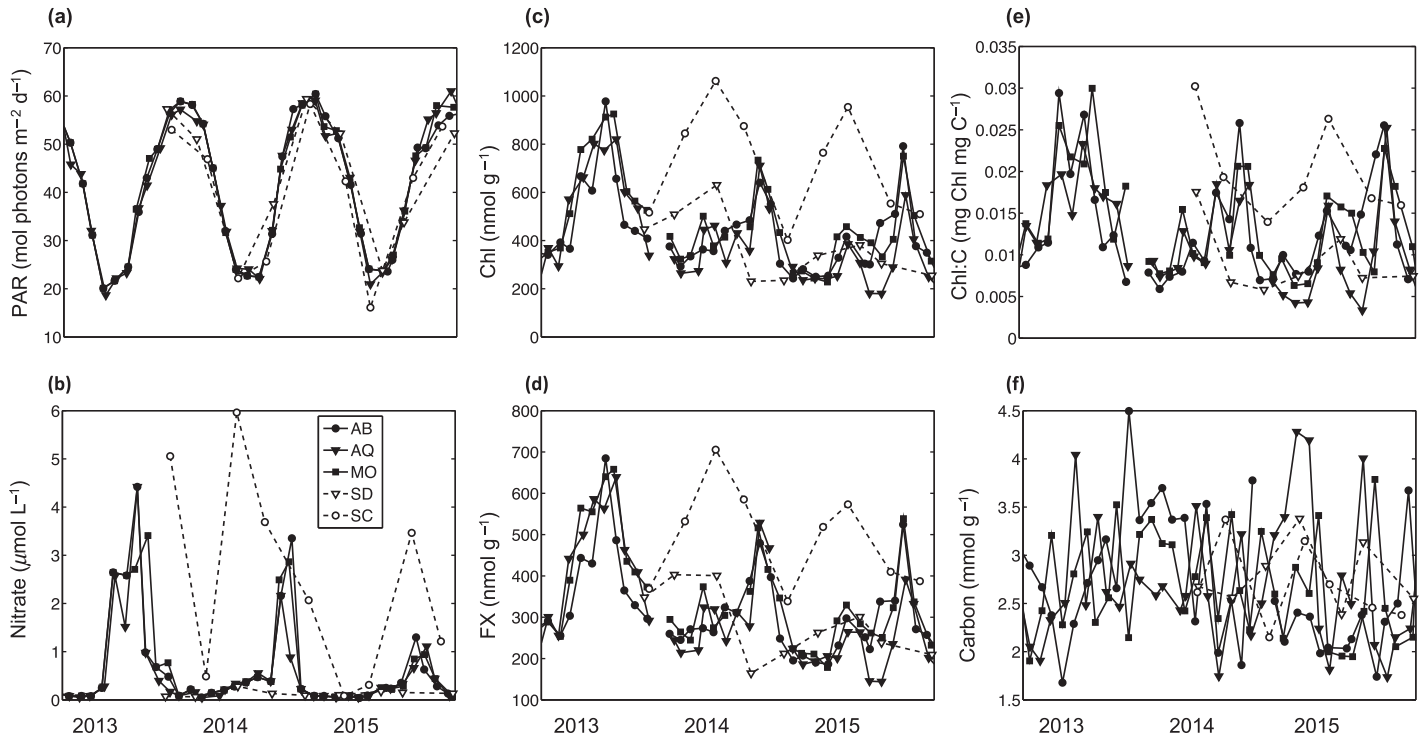 (a)
(c)
(e)
PAR (mol photons m⁻² d⁻¹)
70
60
50
40
30
20
10
Chl (nmol g⁻¹)
1200
1000
800
600
400
200
0
Chl:C (mg Chl mg C⁻¹)
0.035
0.03
0.025
0.02
0.015
0.01
0.005
0
(b)
(d)
(f)
Nitrate (μmol L⁻¹)
6
5
4
3
2
1
0
AB
AQ
MO
SD
SC
2013 2014 2015
FX (nmol g⁻¹)
800
700
600
500
400
300
200
100
2013 2014 2015
Carbon (mmol g⁻¹)
4.5
4
3.5
3
2.5
2
1.5
2013 2014 2015